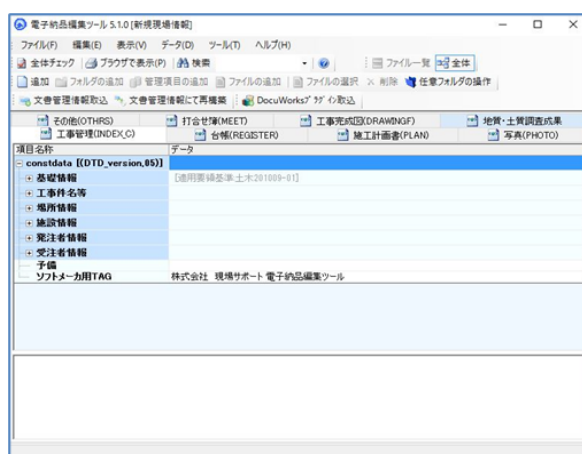 電子納品編集ツール 5.1.0 [新規現場情報]
ファイル(F) 編集(E) 表示(V) データ(D) ツール(T) ヘルプ(H)
全体チェック ブラウザで表示(P) 検索 ファイル一覧 全体
追加 フォルダの追加 管理項目の追加 ファイルの追加 ファイルの選択 削除 任意フォルダの操作
文書管理情報取込 文書管理情報にて再構築 DocuWorksプラグイン取込
その他(OTHRS) 打合せ簿(MEET) 工事完成図(DRAWINGF) 地質・土質調査成果
工事管理(INDEX_C) 台帳(REGISTER) 施工計画書(PLAN) 写真(PHOTO)
項目名称 データ
constdata [(DTD_version,05)]
基礎情報 [適用要領基準:土木201009-01]
工事件名等
場所情報
施設情報
発注者情報
受注者情報
予備
ソフトメーカ用TAG 株式会社 現場サポート 電子納品編集ツール